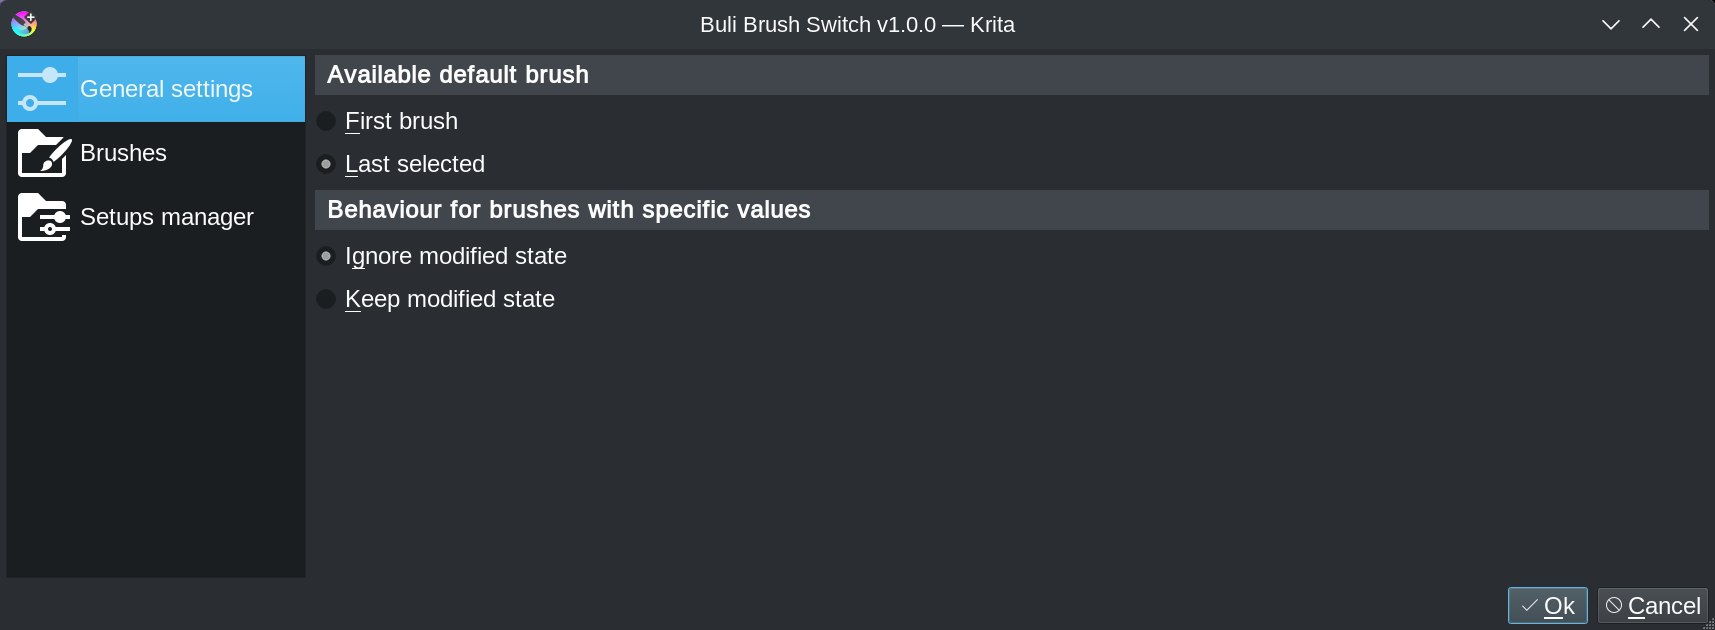 Buli Brush Switch v1.0.0 — Krita
General settings
Brushes
Setups manager
Available default brush
First brush
Last selected
Behaviour for brushes with specific values
Ignore modified state
Keep modified state
Ok
Cancel